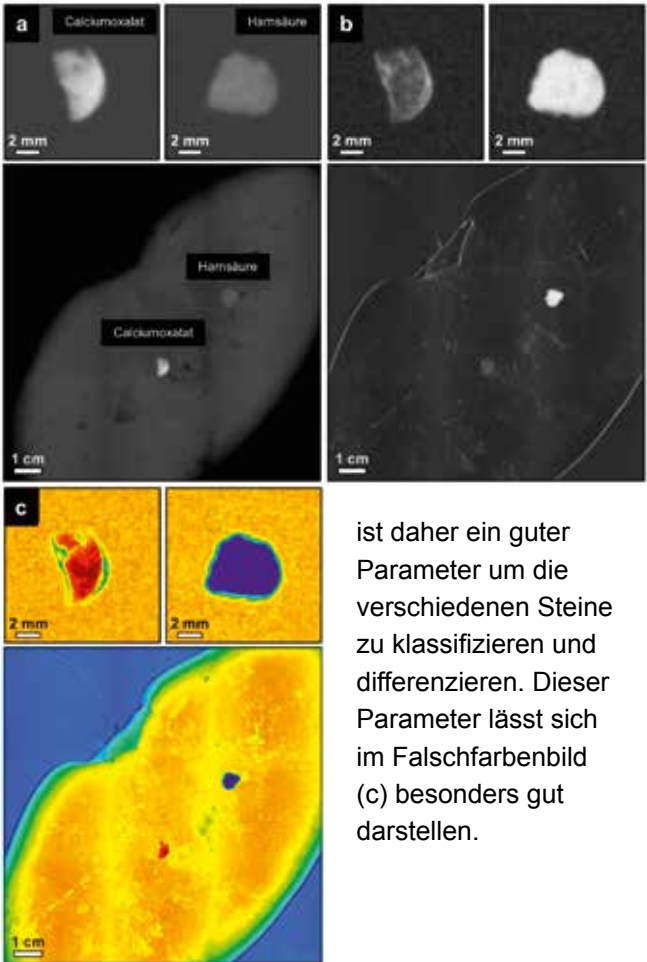 a
Calciumoxalat
Harnsäure
2 mm
2 mm
b
2 mm
2 mm
Harnsäure
Calciumoxalat
1 cm
1 cm
c
2 mm
2 mm
1 cm
ist daher ein guter
Parameter um die
verschiedenen Steine
zu klassifizieren und
differenzieren. Dieser
Parameter lässt sich
im Falschfarbenbild
(c) besonders gut
darstellen.